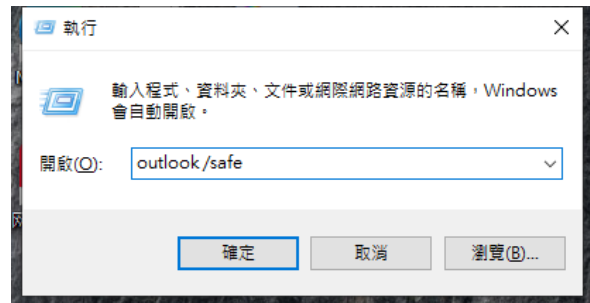 執行
輸入程式、資料夾、文件或網際網路資源的名稱，Windows
會自動開啟。
開啟(O):
outlook /safe
確定
取消
瀏覽(B)...